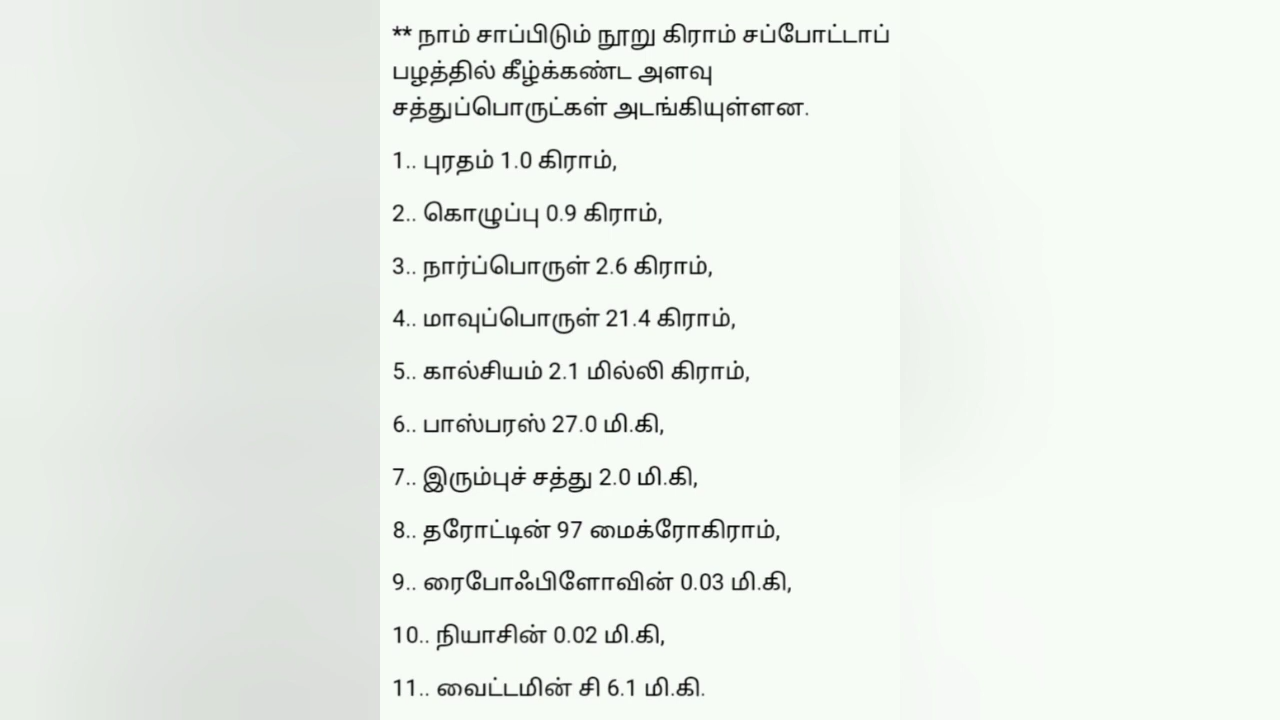 ** நாம் சாப்பிடும் நூறு கிராம் சப்போட்டாப்
பழத்தில் கீழ்க்கண்ட அளவு
சத்துப்பொருட்கள் அடங்கியுள்ளன.
1.. புரதம் 1.0 கிராம்,
2.. கொழுப்பு 0.9 கிராம்,
3.. நார்ப்பொருள் 2.6 கிராம்,
4.. மாவுப்பொருள் 21.4 கிராம்,
5.. கால்சியம் 2.1 மில்லி கிராம்,
6.. பாஸ்பரஸ் 27.0 மி.கி,
7.. இரும்புச் சத்து 2.0 மி.கி,
8.. தரோட்டின் 97 மைக்ரோகிராம்,
9.. ரைபோஃபிளோவின் 0.03 மி.கி,
10.. நியாசின் 0.02 மி.கி,
11.. வைட்டமின் சி 6.1 மி.கி.